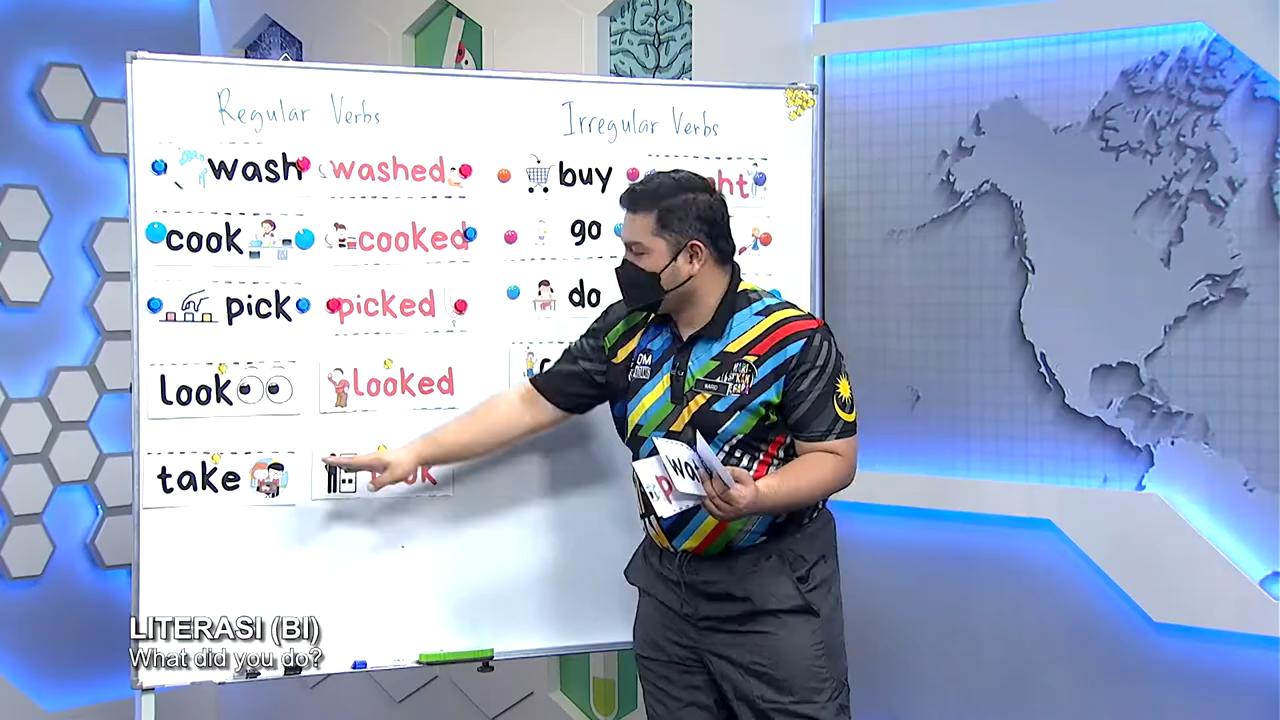 Regular Verbs
Irregular Verbs
wash washed
buy
cook cooked
go
pick picked
do
look looked
take
LITERASI (BI)
What did you do?